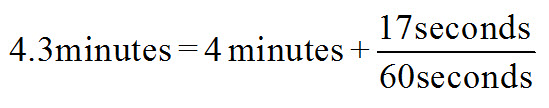 4.3minutes = 4 minutes + 17seconds/60seconds